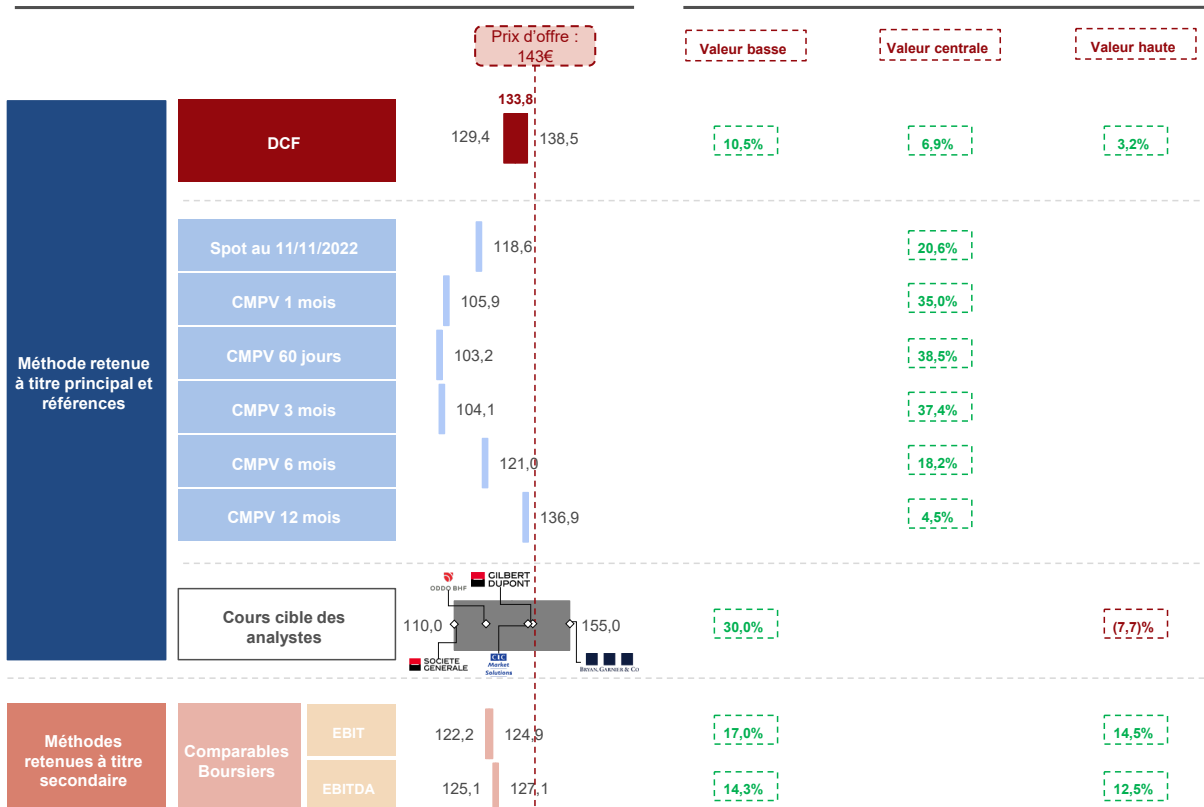 Prix d'offre :
143€
Valeur basse
Valeur centrale
Valeur haute
133,8
DCF
129,4
138,5
10,5%
6,9%
3,2%
Spot au 11/11/2022
118,6
20,6%
CMPV 1 mois
105,9
35,0%
Méthode retenue
à titre principal et
références
CMPV 60 jours
103,2
38,5%
CMPV 3 mois
104,1
37,4%
CMPV 6 mois
121,0
18,2%
CMPV 12 mois
136,9
4,5%
ODDO BHF
GILBERT
DUPONT
Cours cible des
analystes
110,0
155,0
30,0%
(7,7)%
SOCIETE
GENERALE
CIC
Market
Solutions
BRYAN, GARNIER & CO
Méthodes
retenues à titre
secondaire
Comparables
Boursiers
EBIT
122,2
124,9
17,0%
14,5%
EBITDA
125,1
127,1
14,3%
12,5%